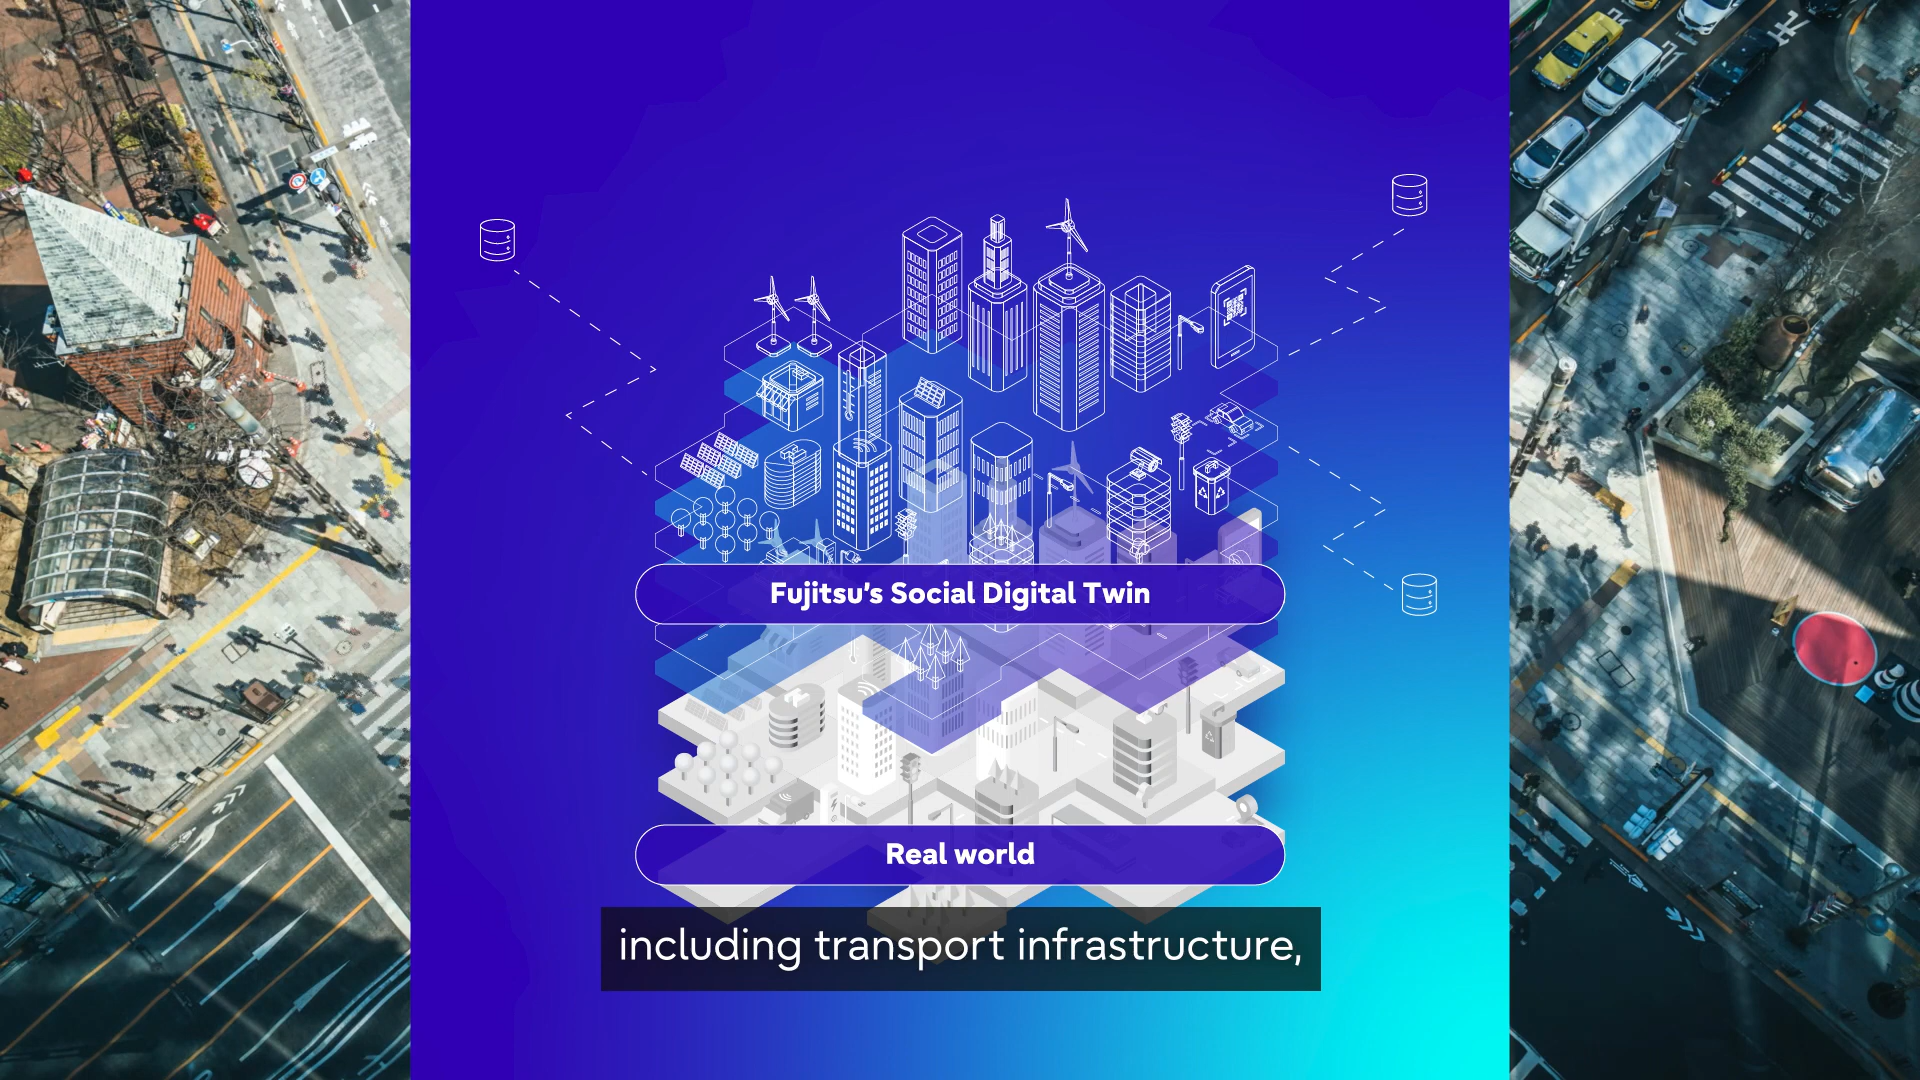 Fujitsu's Social Digital Twin
Real world
including transport infrastructure,